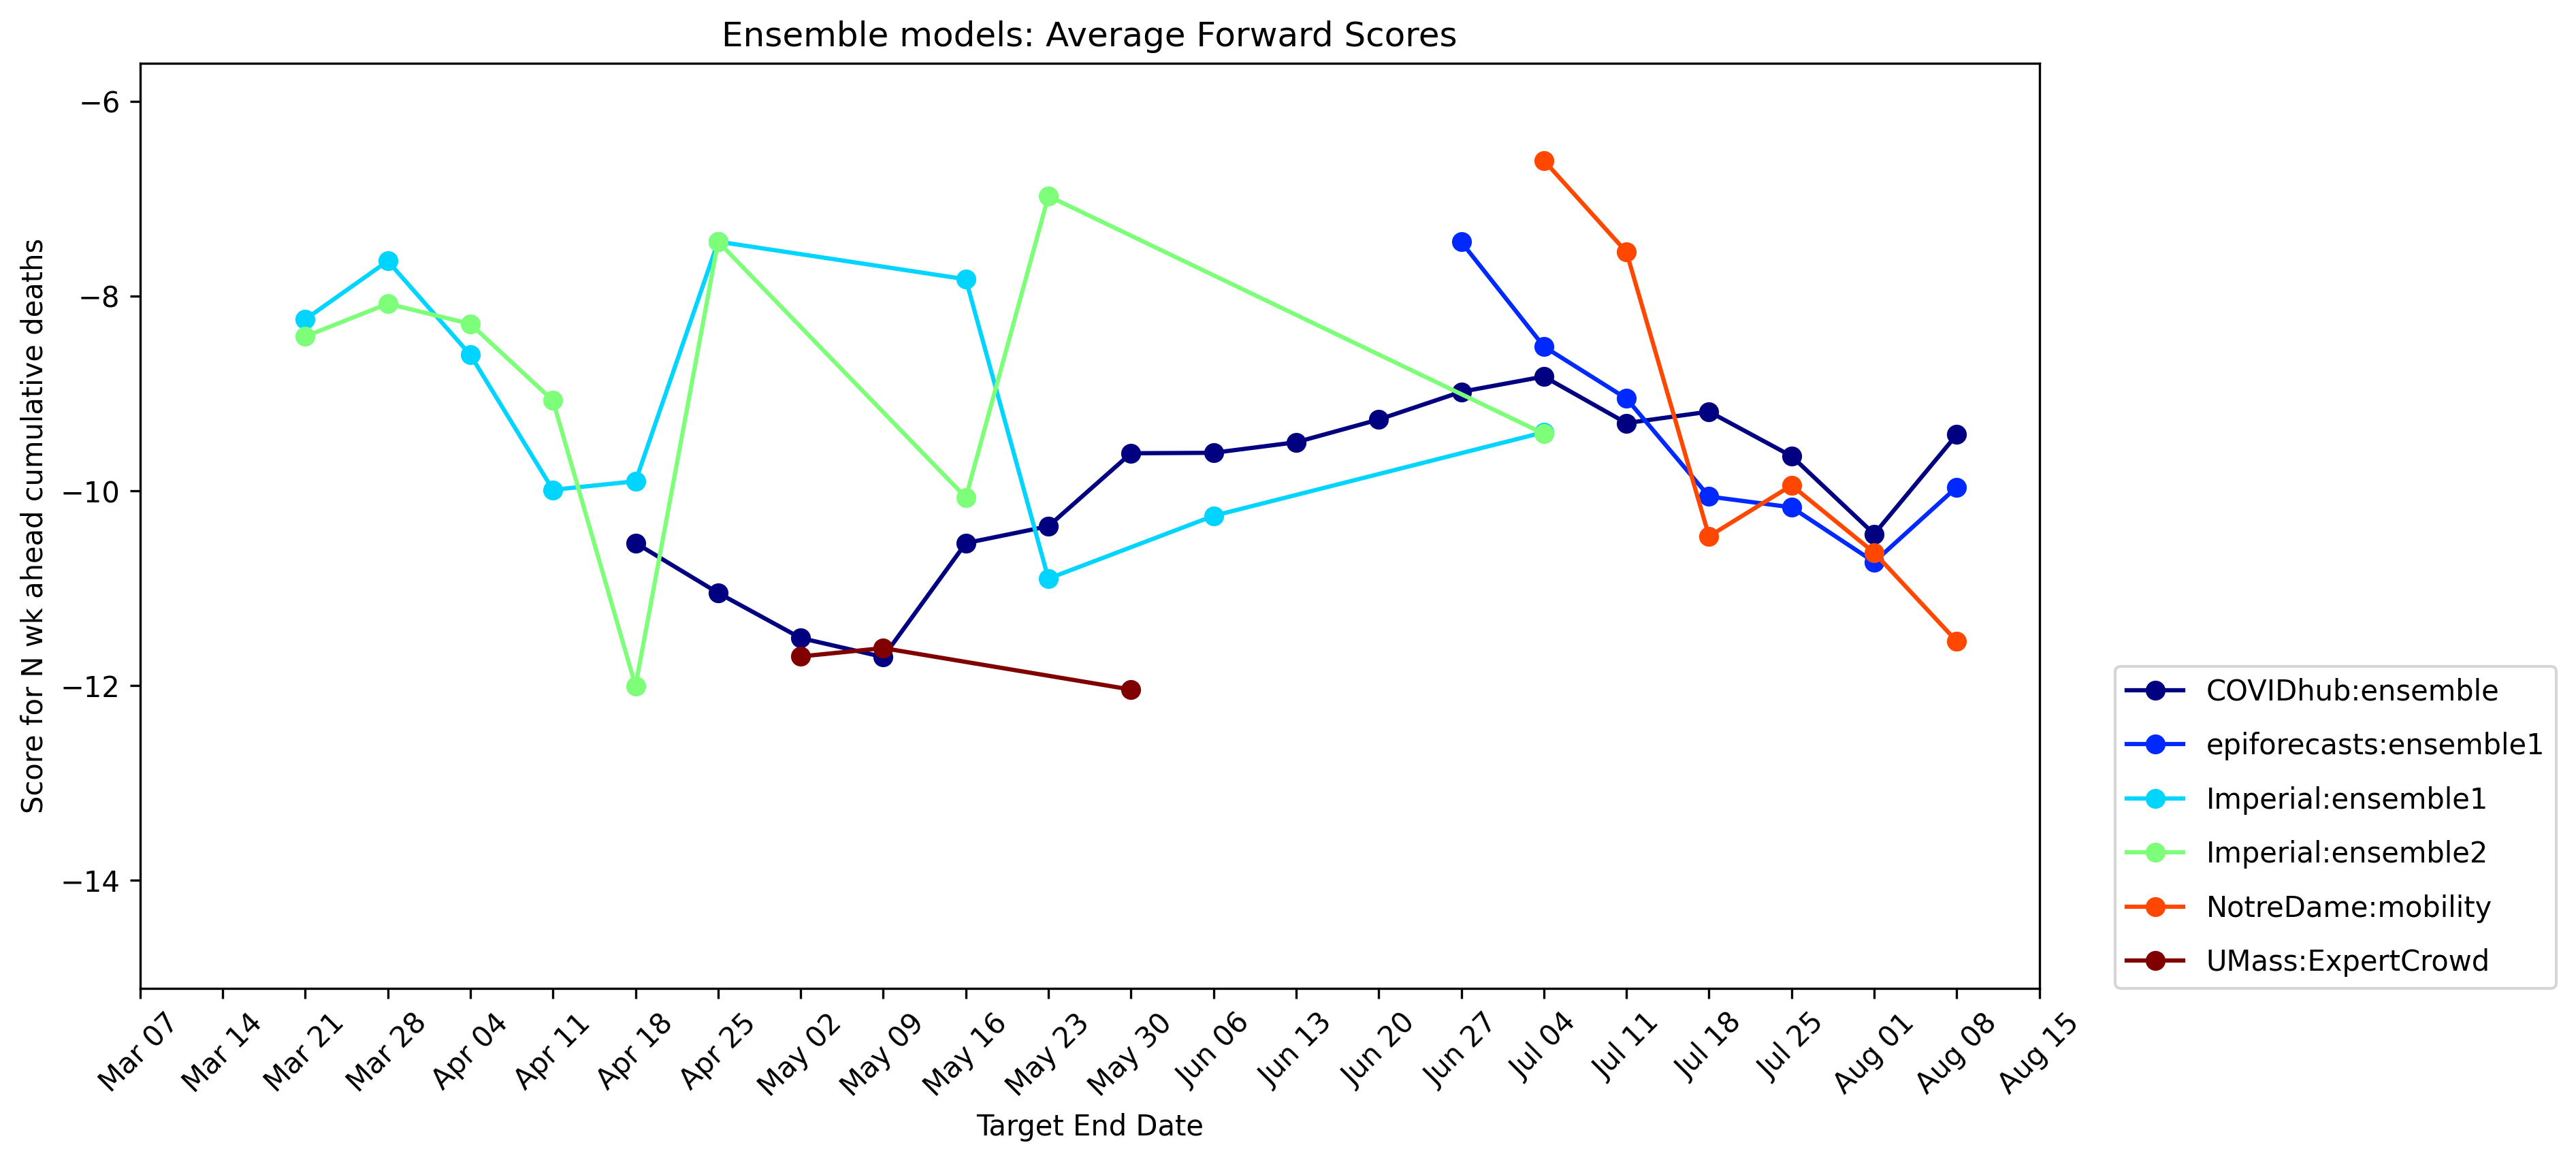 Ensemble models: Average Forward Scores
Score for N wk ahead cumulative deaths
−6
−8
−10
−12
−14
Mar 07
Mar 14
Mar 21
Mar 28
Apr 04
Apr 11
Apr 18
Apr 25
May 02
May 09
May 16
May 23
May 30
Jun 06
Jun 13
Jun 20
Jun 27
Jul 04
Jul 11
Jul 18
Jul 25
Aug 01
Aug 08
Aug 15
Target End Date
COVIDhub:ensemble
epiforecasts:ensemble1
Imperial:ensemble1
Imperial:ensemble2
NotreDame:mobility
UMass:ExpertCrowd